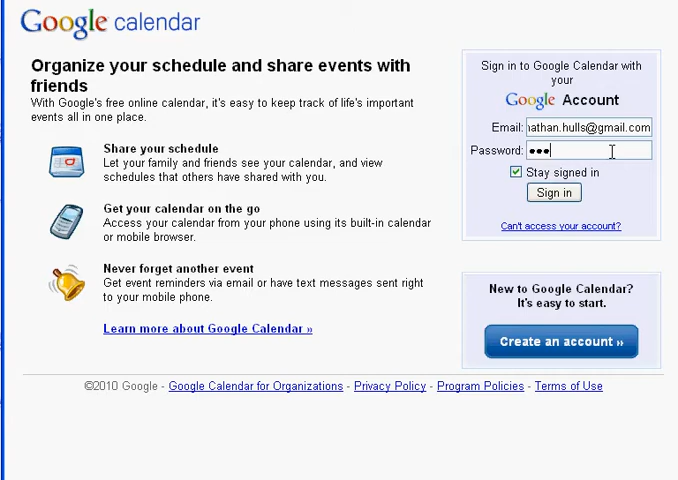 Google calendar
Organize your schedule and share events with
friends
With Google's free online calendar, it's easy to keep track of life's important
events all in one place.
Share your schedule
Let your family and friends see your calendar, and view
schedules that others have shared with you.
Get your calendar on the go
Access your calendar from your phone using its built-in calendar
or mobile browser.
Never forget another event
Get event reminders via email or have text messages sent right
to your mobile phone.
Learn more about Google Calendar »
Sign in to Google Calendar with
your
Google Account
Email: nathan.hulls@gmail.com
Password: •••
Stay signed in
Sign in
Can't access your account?
New to Google Calendar?
It's easy to start.
Create an account »
©2010 Google - Google Calendar for Organizations - Privacy Policy - Program Policies - Terms of Use